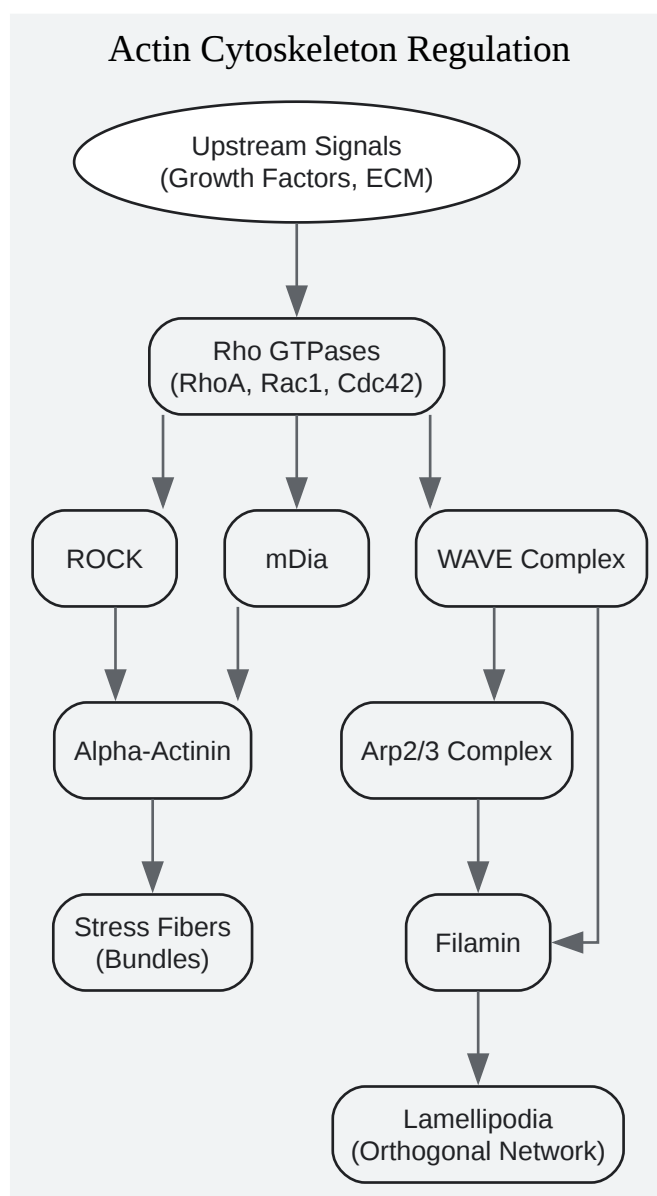 Actin Cytoskeleton Regulation
Upstream Signals
(Growth Factors, ECM)
Rho GTPases
(RhoA, Rac1, Cdc42)
ROCK
mDia
WAVE Complex
Alpha-Actinin
Arp2/3 Complex
Stress Fibers
(Bundles)
Filamin
Lamellipodia
(Orthogonal Network)